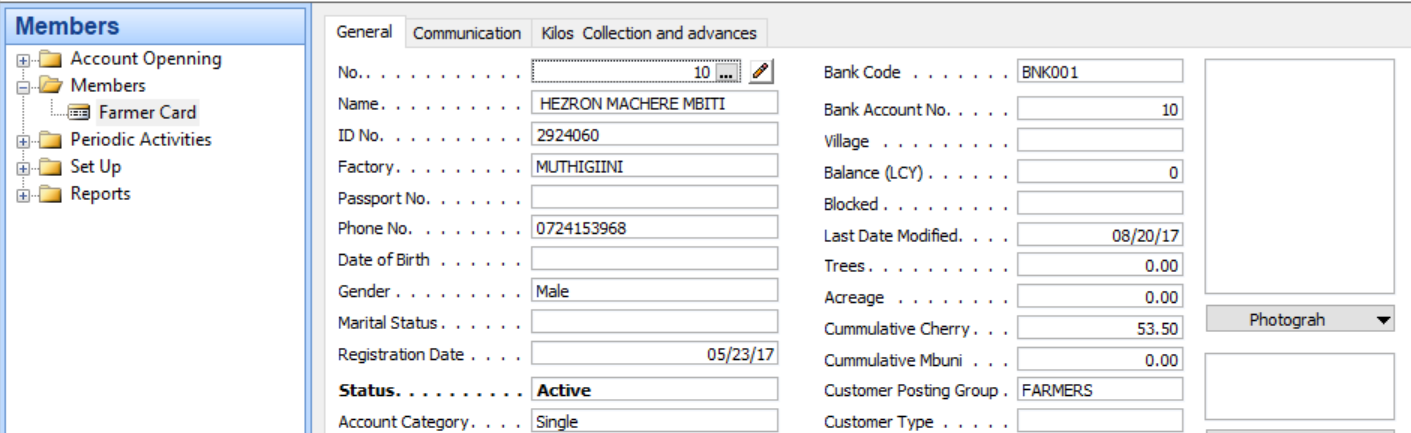 Members
Account Openning
Members
Farmer Card
Periodic Activities
Set Up
Reports
General Communication Kilos Collection and advances
No. . . . . . . . . . . . . 10 ...
Name. . . . . . . . . . . HEZRON MACHERE MBITI
ID No. . . . . . . . . . . 2924060
Factory. . . . . . . . . . MUTHIGIINI
Passport No. . . . . . . .
Phone No. . . . . . . . . 0724153968
Date of Birth . . . . . .
Gender . . . . . . . . . . Male
Marital Status . . . . . .
Registration Date . . . . 05/23/17
Status. . . . . . . . . . Active
Account Category. . . . . Single
Bank Code . . . . . . . BNK001
Bank Account No. . . . . 10
Village . . . . . . . . .
Balance (LCY) . . . . . . 0
Blocked . . . . . . . . .
Last Date Modified. . . . 08/20/17
Trees. . . . . . . . . . 0.00
Acreage . . . . . . . . 0.00
Cummulative Cherry. . . 53.50
Cummulative Mbuni . . . 0.00
Customer Posting Group . FARMERS
Customer Type . . . . .
Photograh